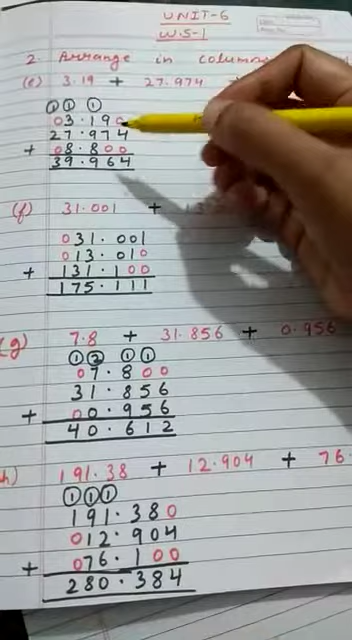 UNIT-6
W.S-1
2. Arrange in column
(e) 3.19 + 27.974
1 1 1
03.190
27.974
+ 08.800
39.964
(f) 31.001 + 13
031.001
013.010
+ 131.100
175.111
(g) 7.8 + 31.856 + 0.956
1 2 1 1
07.800
31.856
+ 00.956
40.612
h) 191.38 + 12.904 + 76.
1 1 1
191.380
012.904
+ 076.100
280.384